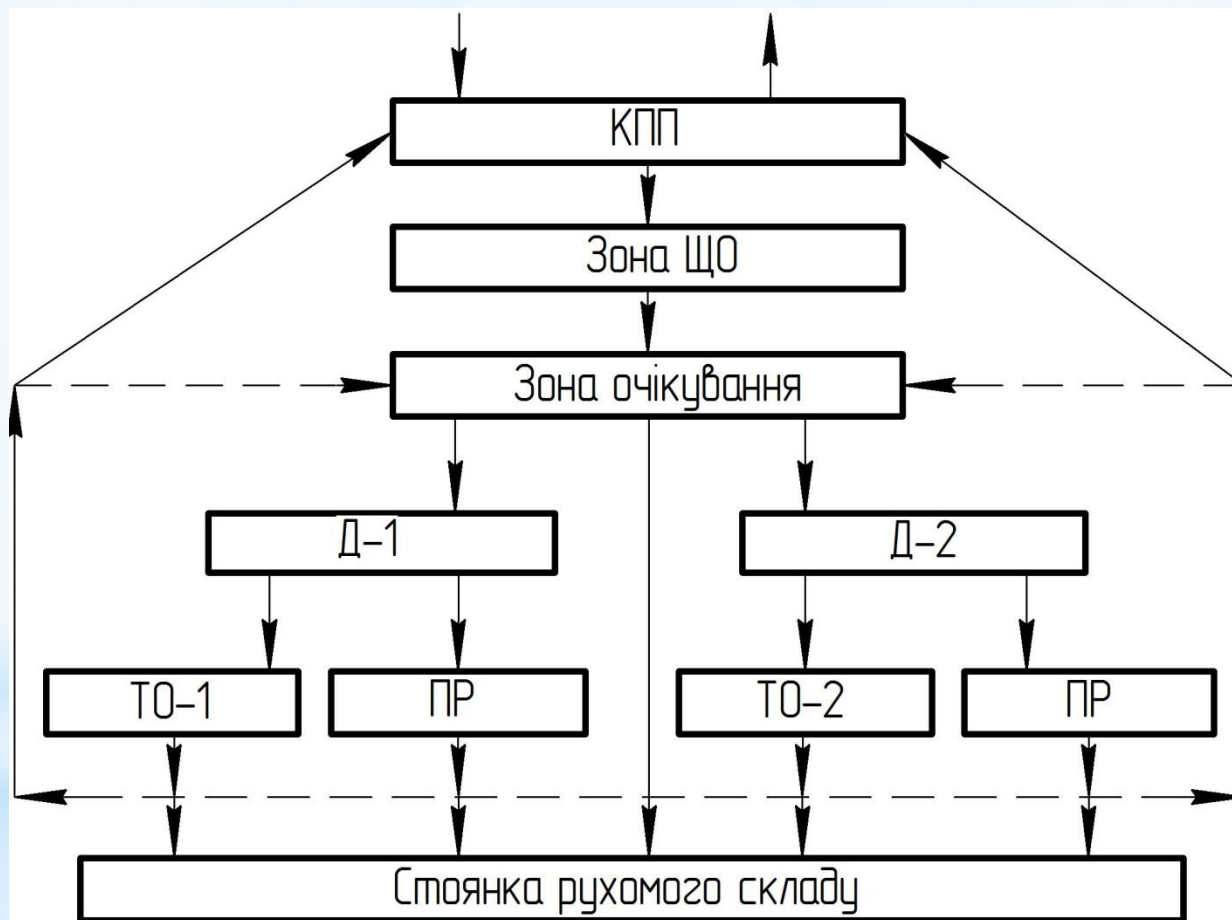 КПП
Зона ЩО
Зона очікування
Д-1
Д-2
ТО-1
ПР
ТО-2
ПР
Стоянка рухомого складу